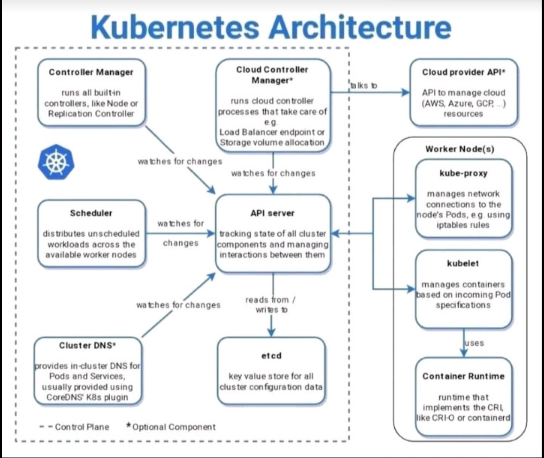 Kubernetes Architecture
Controller Manager
runs all built-in
controllers, like Node or
Replication Controller
Cloud Controller
Manager*
runs cloud controller
processes that take care of
e.g.
Load Balancer endpoint or
Storage volume allocation
talks to
Cloud provider API*
API to manage cloud
(AWS, Azure, GCP, ...)
resources
watches for changes
watches for changes
Worker Node(s)
kube-proxy
manages network
connections to the
node's Pods, e.g. using
iptables rules
Scheduler
distributes unscheduled
workloads across the
available worker nodes
watches for
changes
API server
tracking state of all cluster
components and managing
interactions between them
kubelet
manages containers
based on incoming Pod
specifications
watches for changes
reads from /
writes to
uses
Cluster DNS*
provides in-cluster DNS for
Pods and Services,
usually provided using
CoreDNS' K8s plugin
etcd
key value store for all
cluster configuration data
Container Runtime
runtime that
implements the CRI,
like CRI-O or containerd
-- Control Plane *Optional Component